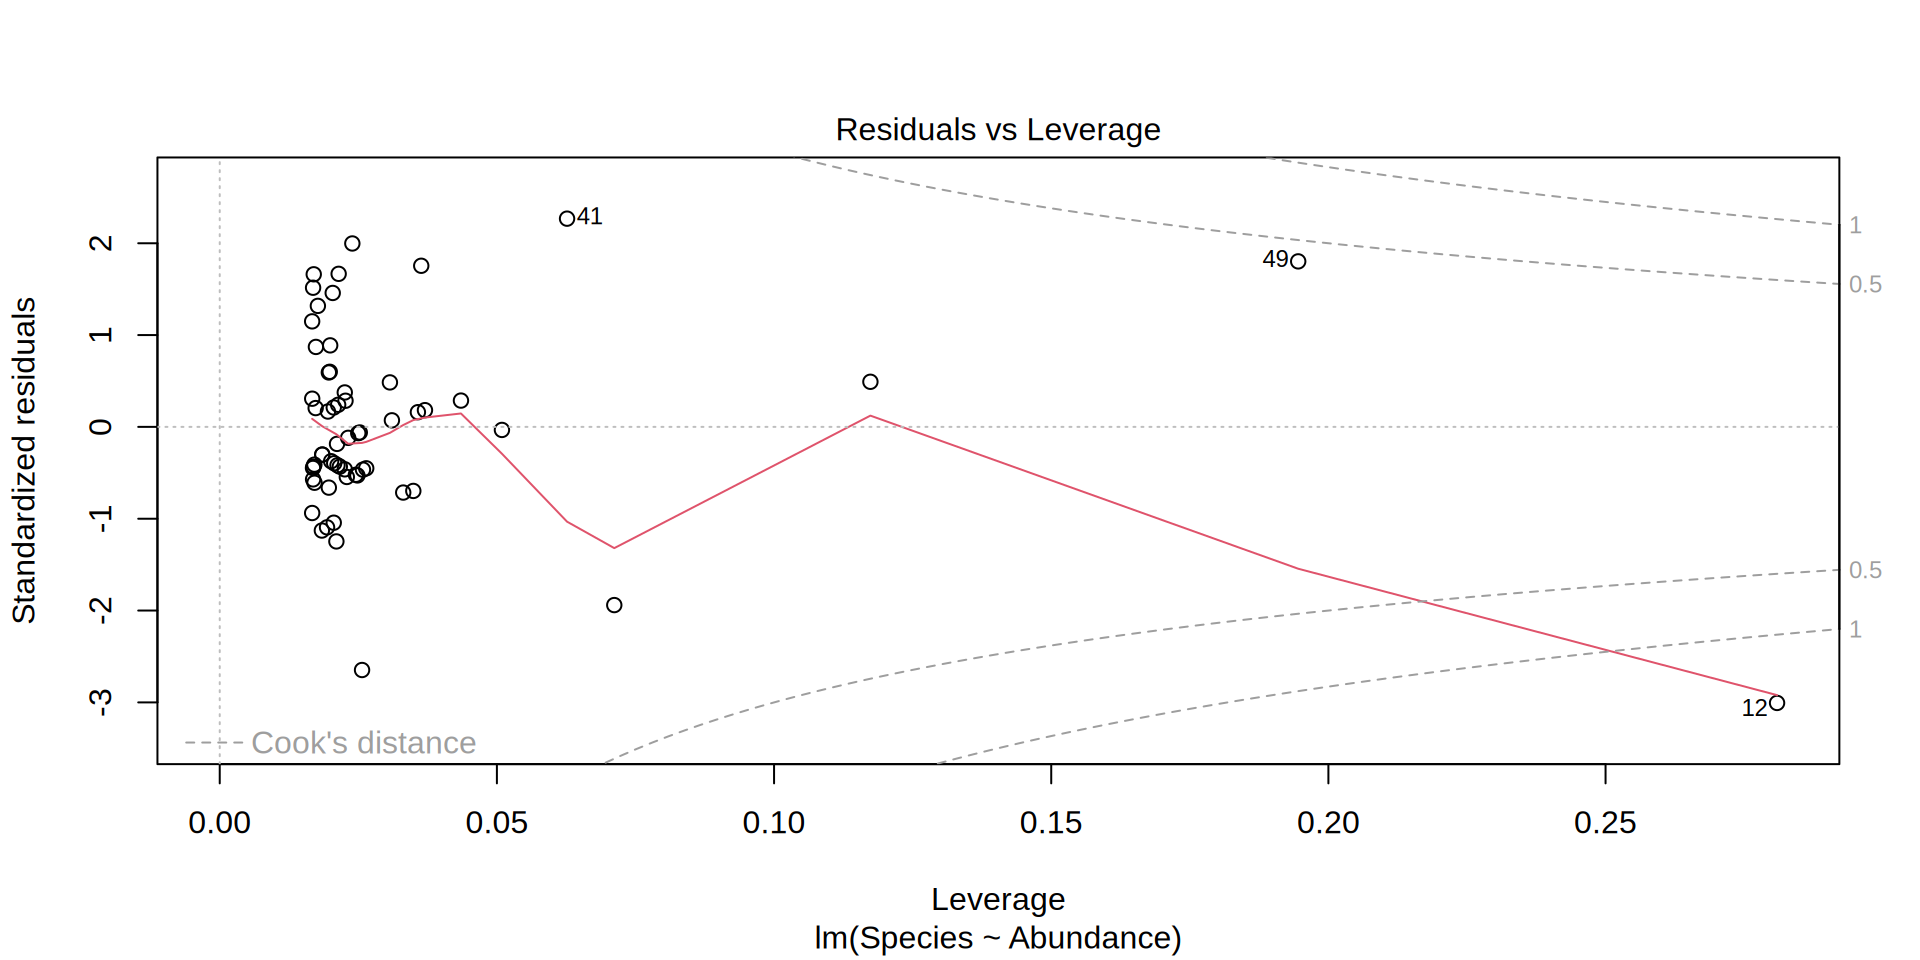 Residuals vs Leverage
Standardized residuals
2
1
0
-1
-2
-3
41
49
12
1
0.5
0.5
1
Cook's distance
0.00 0.05 0.10 0.15 0.20 0.25
Leverage
lm(Species ~ Abundance)